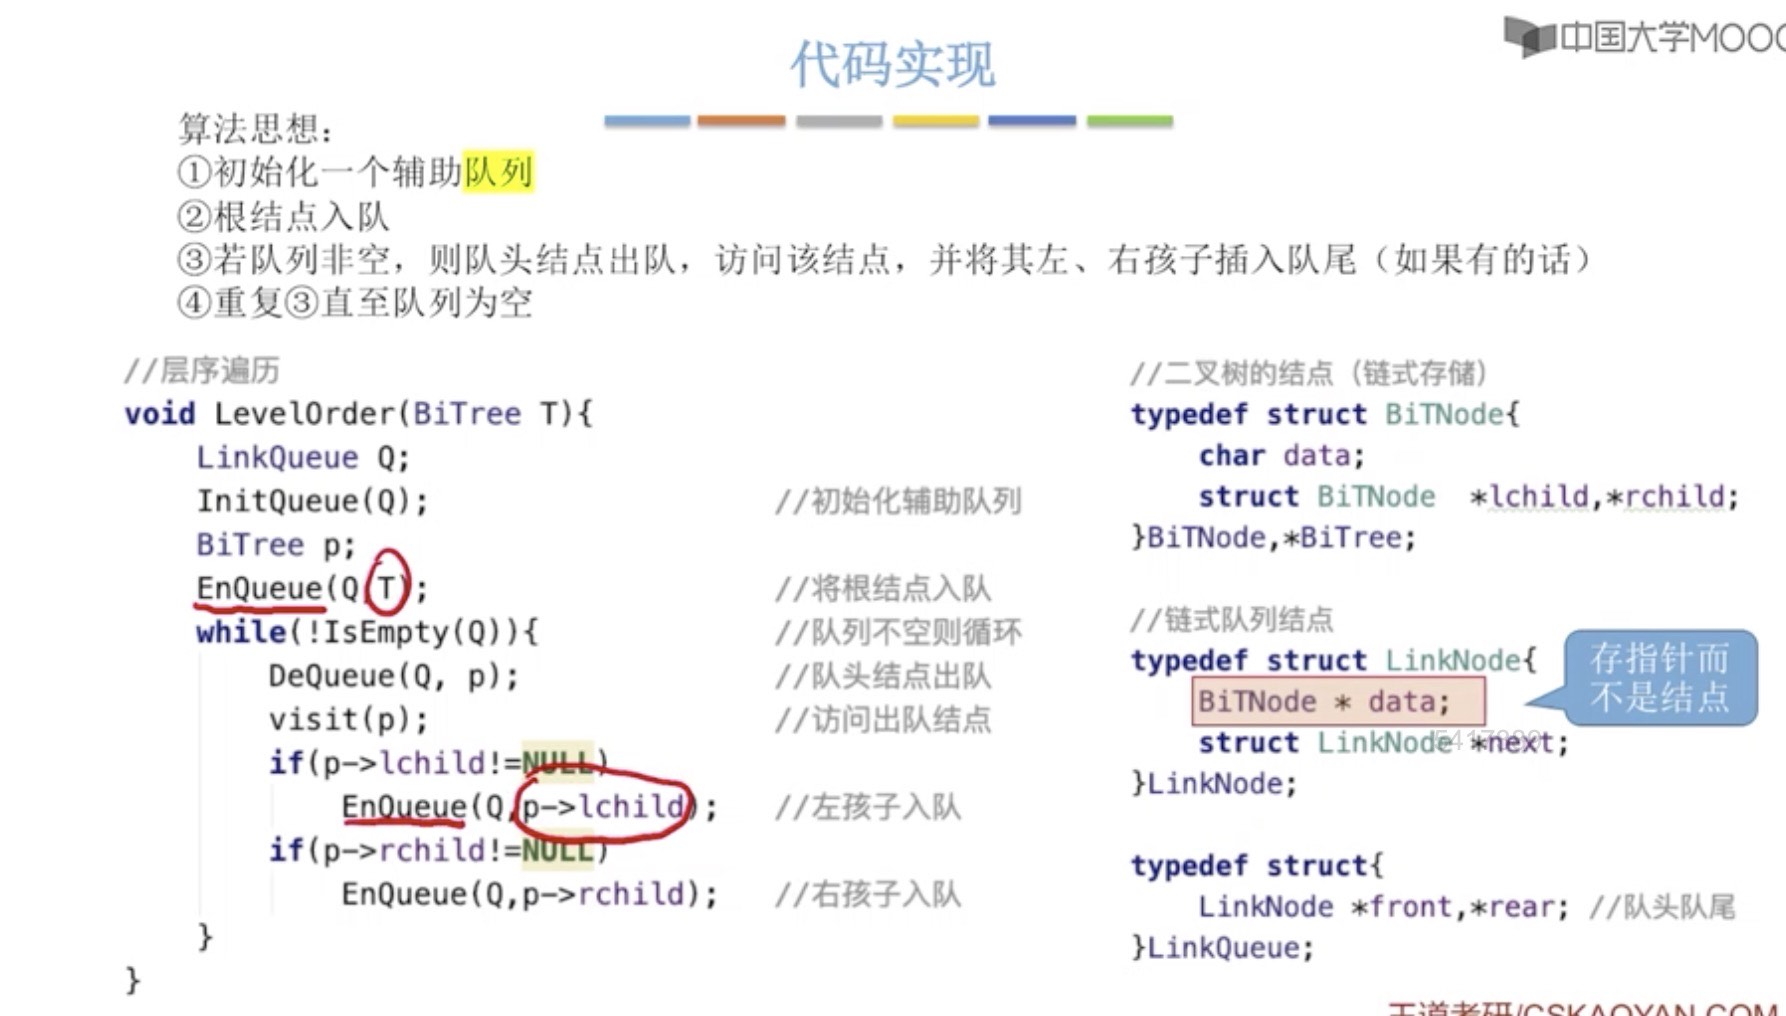 中国大学MOOC
代码实现
算法思想：
①初始化一个辅助队列
②根结点入队
③若队列非空，则队头结点出队，访问该结点，并将其左、右孩子插入队尾（如果有的话）
④重复③直至队列为空
//层序遍历
void LevelOrder(BiTree T){
LinkQueue Q;
InitQueue(Q); //初始化辅助队列
BiTree p;
EnQueue(Q,T); //将根结点入队
while(!IsEmpty(Q)){ //队列不空则循环
DeQueue(Q, p); //队头结点出队
visit(p); //访问出队结点
if(p->lchild!=NULL)
EnQueue(Q,p->lchild); //左孩子入队
if(p->rchild!=NULL)
EnQueue(Q,p->rchild); //右孩子入队
}
}
//二叉树的结点（链式存储）
typedef struct BiTNode{
char data;
struct BiTNode *lchild,*rchild;
}BiTNode,*BiTree;
//链式队列结点
typedef struct LinkNode{
BiTNode * data;
struct LinkNode *next;
}LinkNode;
存指针而
不是结点
typedef struct{
LinkNode *front,*rear; //队头队尾
}LinkQueue;
王道考研/CSKAOYAN.COM